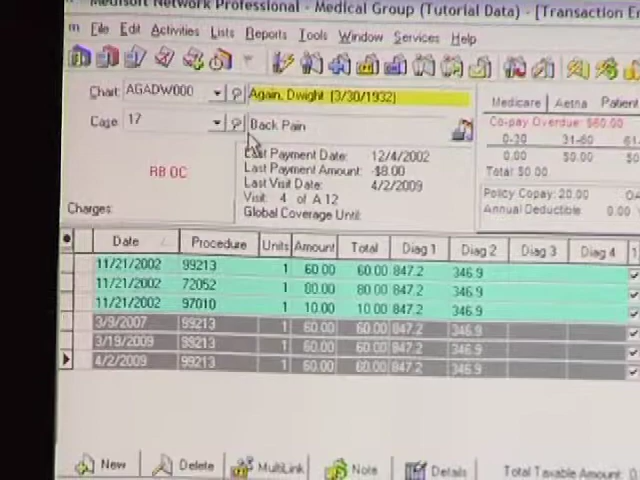 Medisoft Network Professional - Medical Group (Tutorial Data) - [Transaction En
File Edit Activities Lists Reports Tools Window Services Help
Chart: AGADW000 Again, Dwight (3/30/1932)
Case: 17 Back Pain
RB OC
Last Payment Date: 12/4/2002
Last Payment Amount: -$8.00
Last Visit Date: 4/2/2009
Visit: 4 of A 12
Global Coverage Until:
Medicare Aetna Patient
Co-pay Overdue: $60.00
0-30 31-60 61-
0.00 $0.00 $0.
Total $0.00
Policy Copay: 20.00 OA
Annual Deductible 0.00
Charges:
Date Procedure Units Amount Total Diag 1 Diag 2 Diag 3 Diag 4 1
11/21/2002 99213 1 60.00 60.00 847.2 346.9
11/21/2002 72052 1 80.00 80.00 847.2 346.9
11/21/2002 97010 1 10.00 10.00 847.2 346.9
3/9/2007 99213 1 60.00 60.00 847.2 346.9
3/19/2009 99213 1 60.00 60.00 847.2 346.9
4/2/2009 99213 1 60.00 60.00 847.2 346.9
New Delete MultiLink Note Details Total Taxable Amount: 0